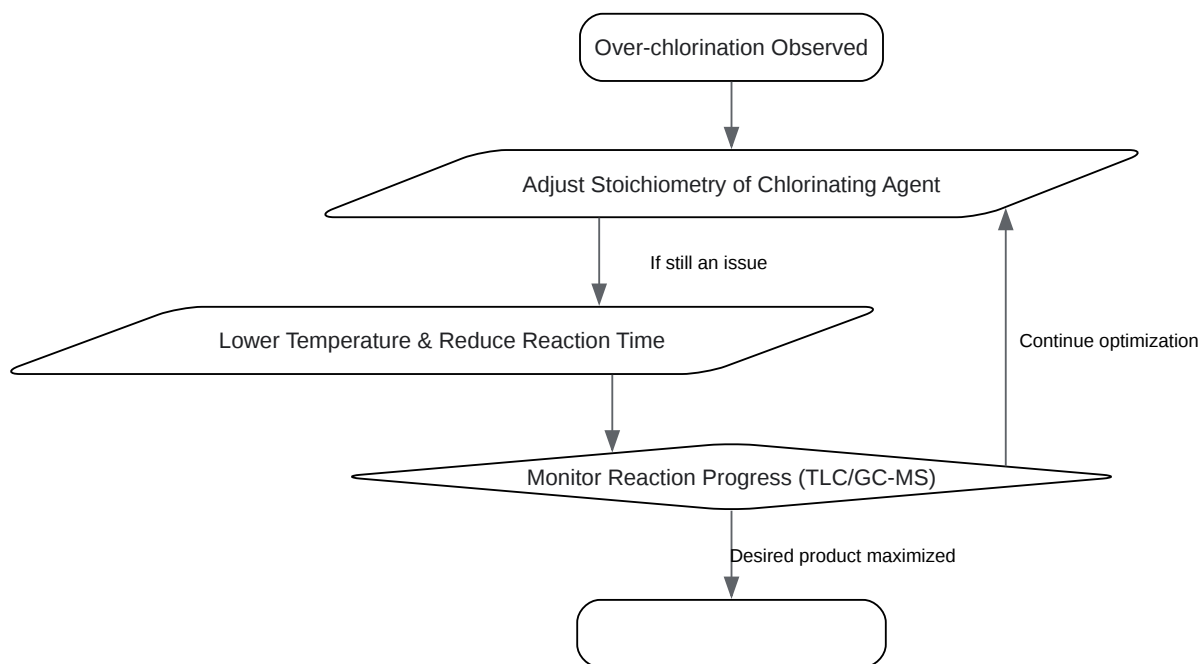 Over-chlorination Observed
Adjust Stoichiometry of Chlorinating Agent
If still an issue
Lower Temperature & Reduce Reaction Time
Continue optimization
Monitor Reaction Progress (TLC/GC-MS)
Desired product maximized